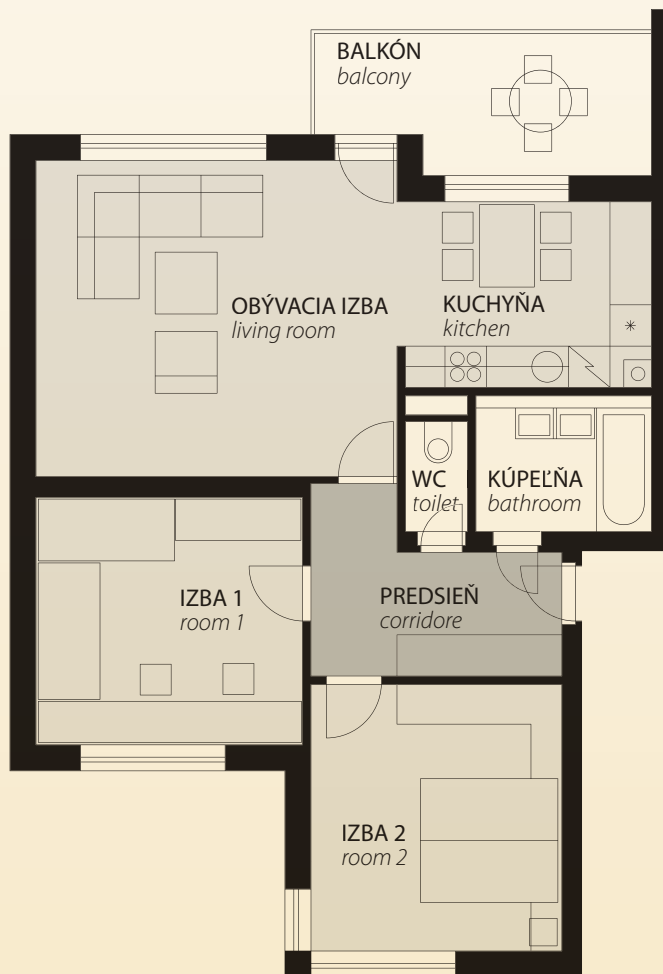 BALKÓN
balcony
OBÝVACIA IZBA
living room
KUCHYŇA
kitchen
WC
toilet
KÚPEĽŇA
bathroom
IZBA 1
room 1
PREDSIEŇ
corridore
IZBA 2
room 2